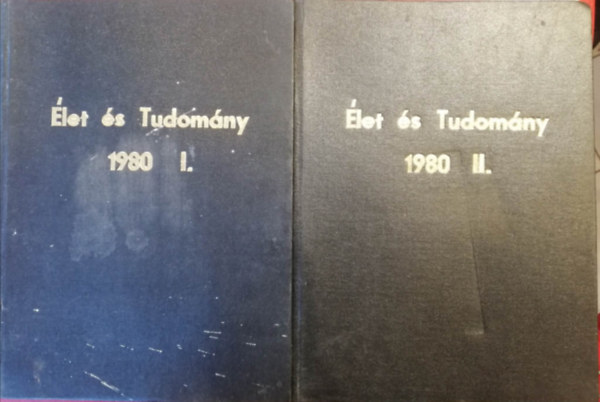 Élet és Tudomány
1980 I.
Élet és Tudomány
1980 II.